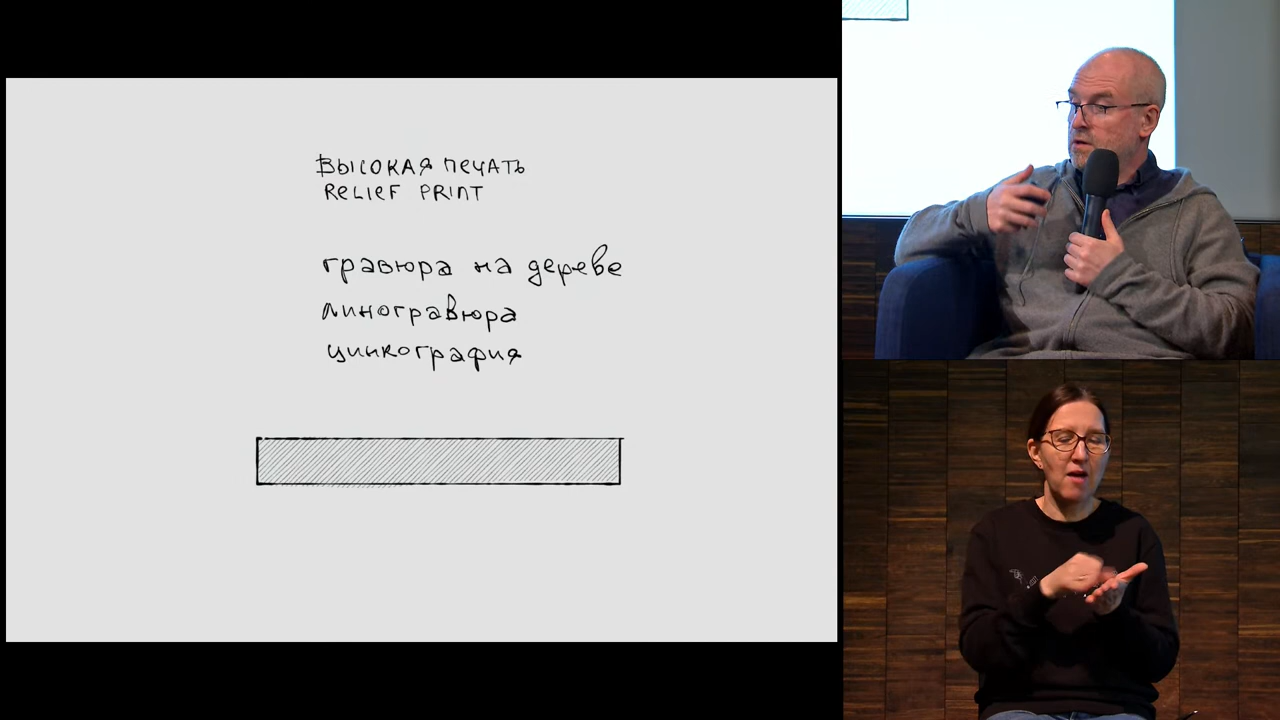 ВЫСОКАЯ ПЕЧАТЬ
RELIEF PRINT
гравюра на дереве
линогравюра
цинкография